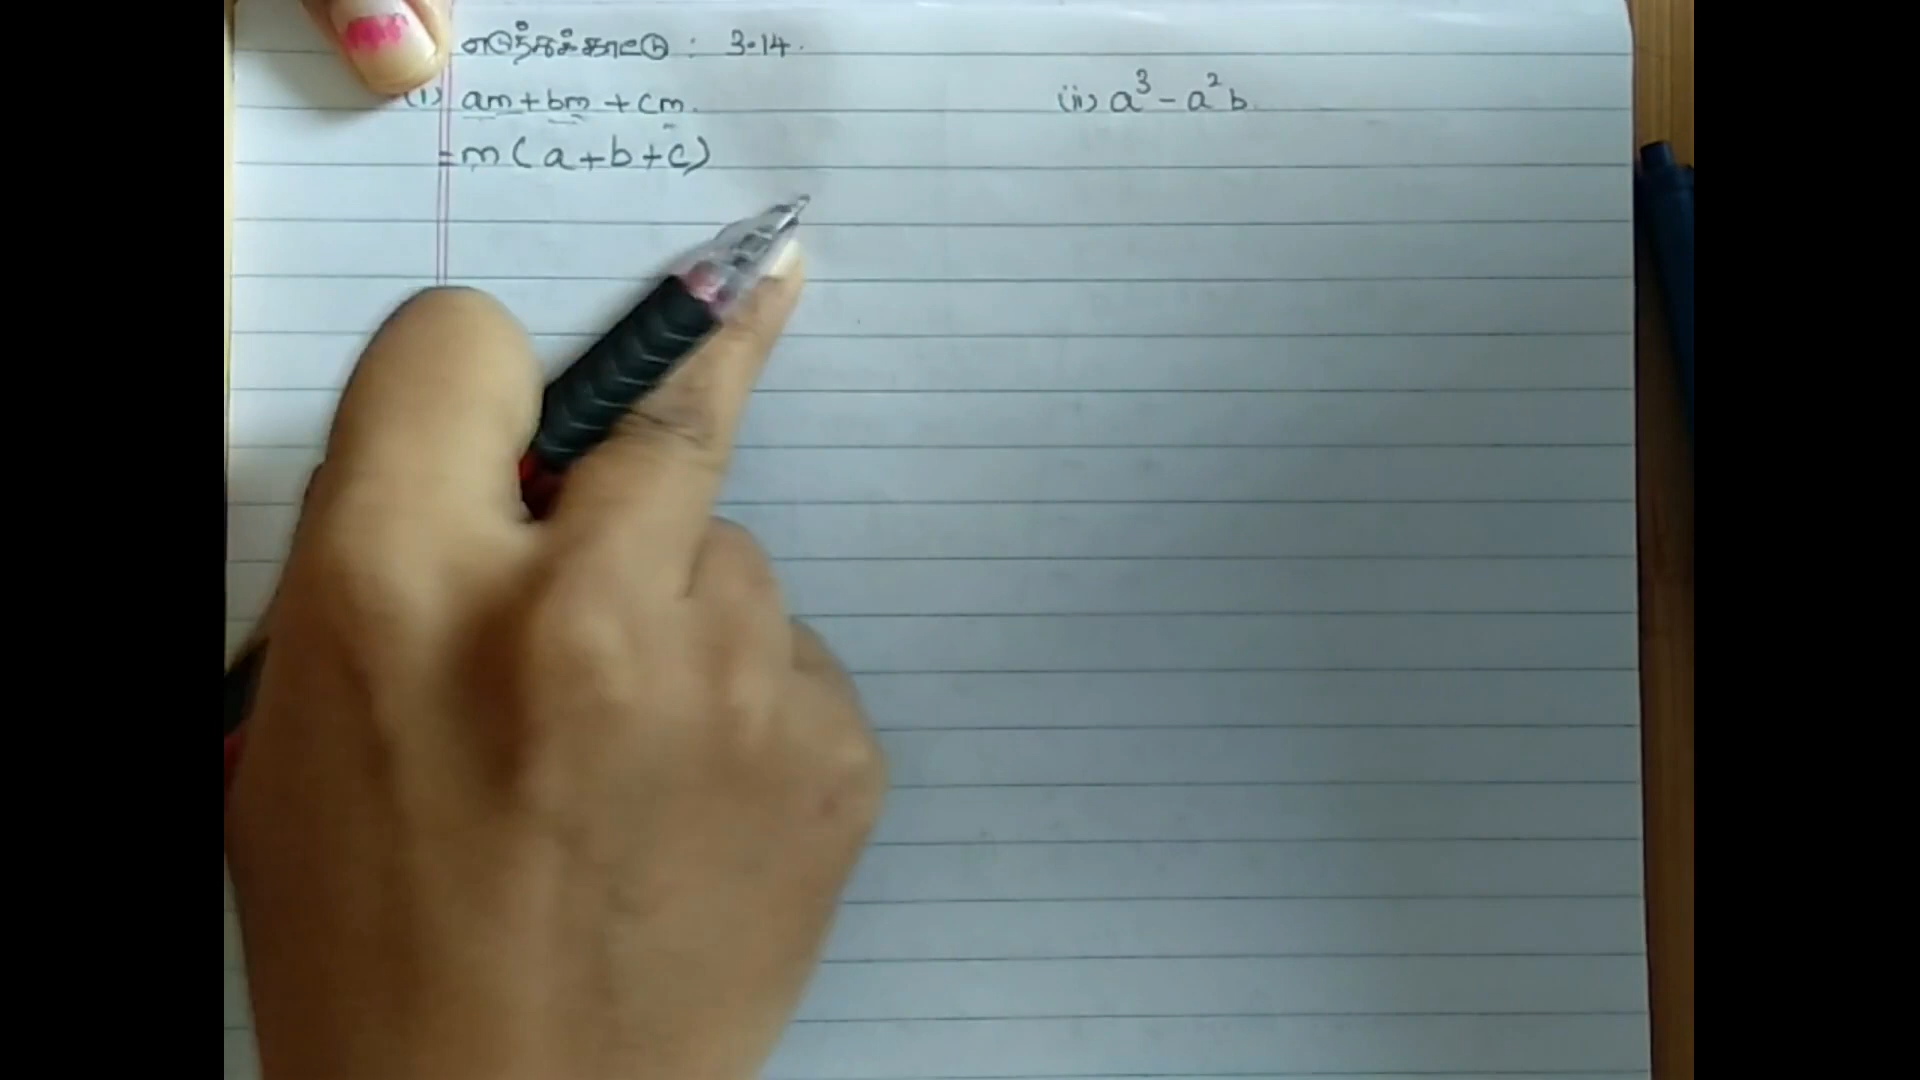 எடுத்துக்காட்டு : 3.14.
(i) am + bm + cm.
(ii) a³ - a²b
= m ( a + b + c )